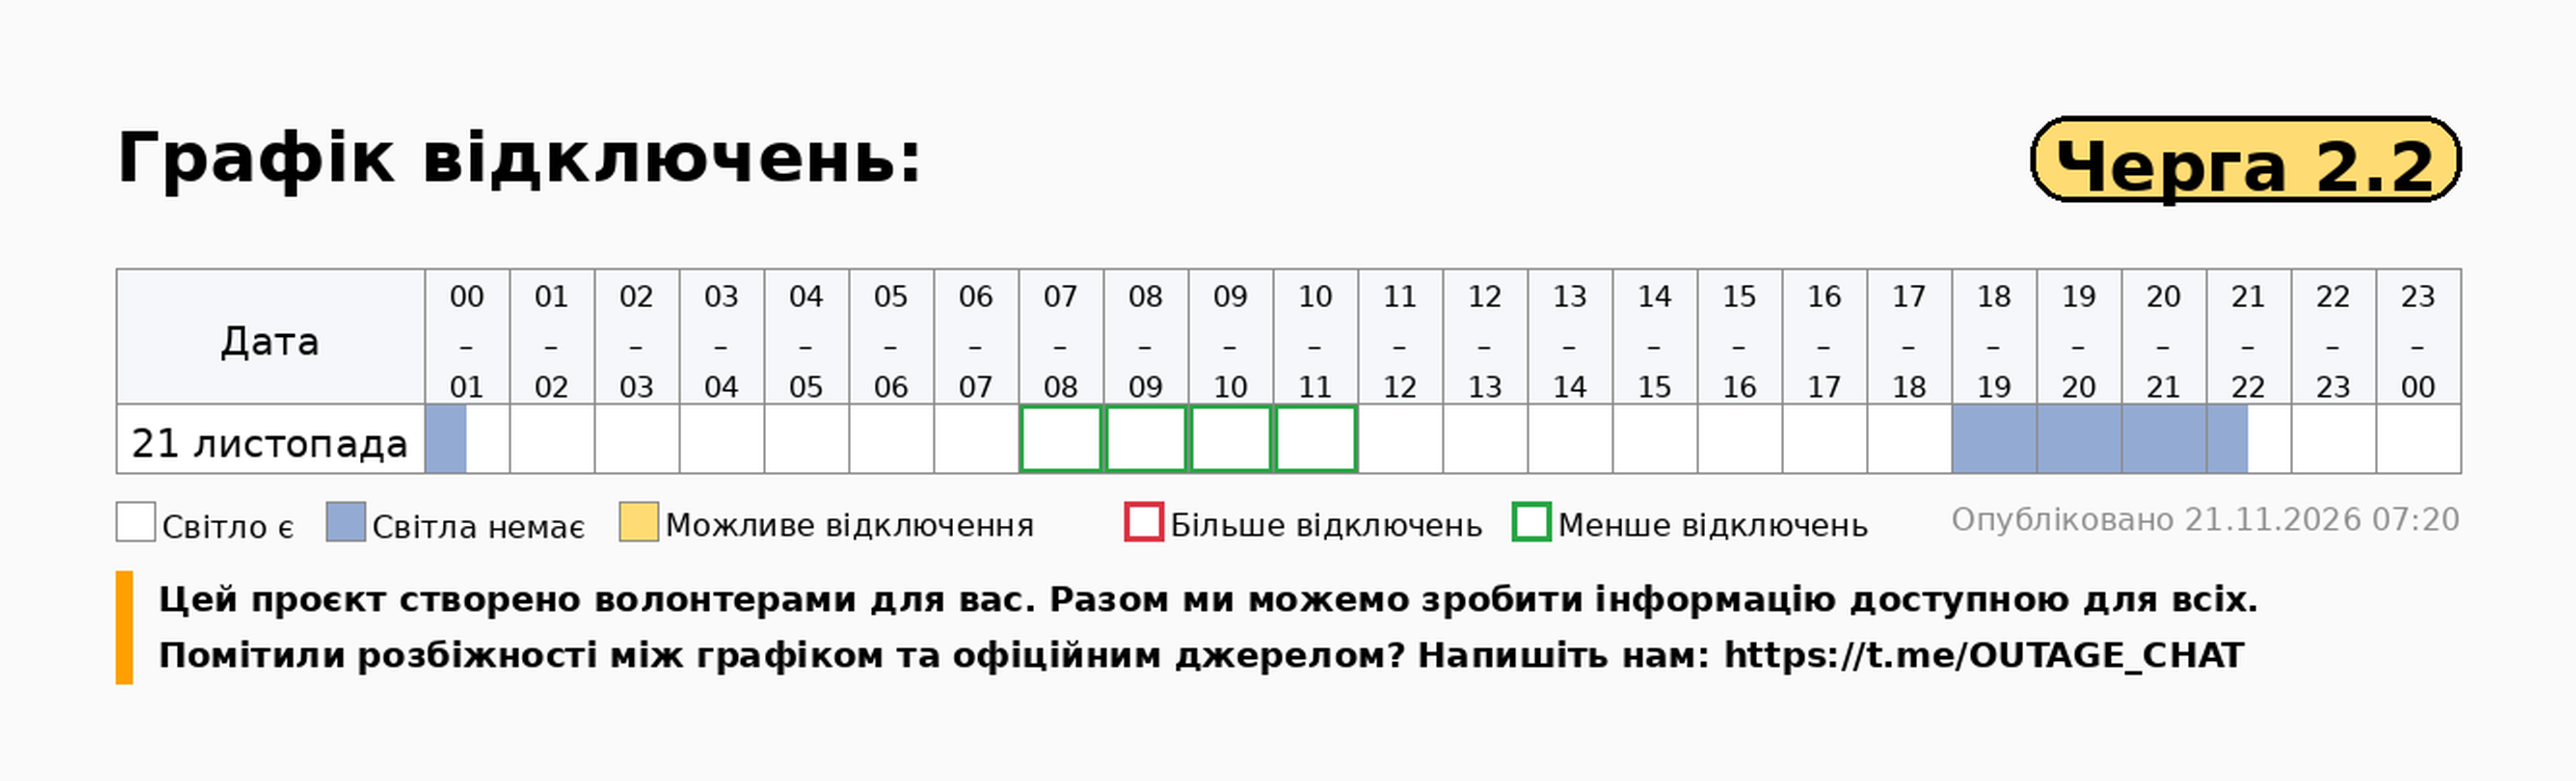 Графік відключень:
Черга 2.2
Дата 00 – 01 01 – 02 02 – 03 03 – 04 04 – 05 05 – 06 06 – 07 07 – 08 08 – 09 09 – 10 10 – 11 11 – 12 12 – 13 13 – 14 14 – 15 15 – 16 16 – 17 17 – 18 18 – 19 19 – 20 20 – 21 21 – 22 22 – 23 23 – 00
21 листопада
Світло є Світла немає Можливе відключення Більше відключень Менше відключень Опубліковано 21.11.2026 07:20
Цей проєкт створено волонтерами для вас. Разом ми можемо зробити інформацію доступною для всіх.
Помітили розбіжності між графіком та офіційним джерелом? Напишіть нам: https://t.me/OUTAGE_CHAT